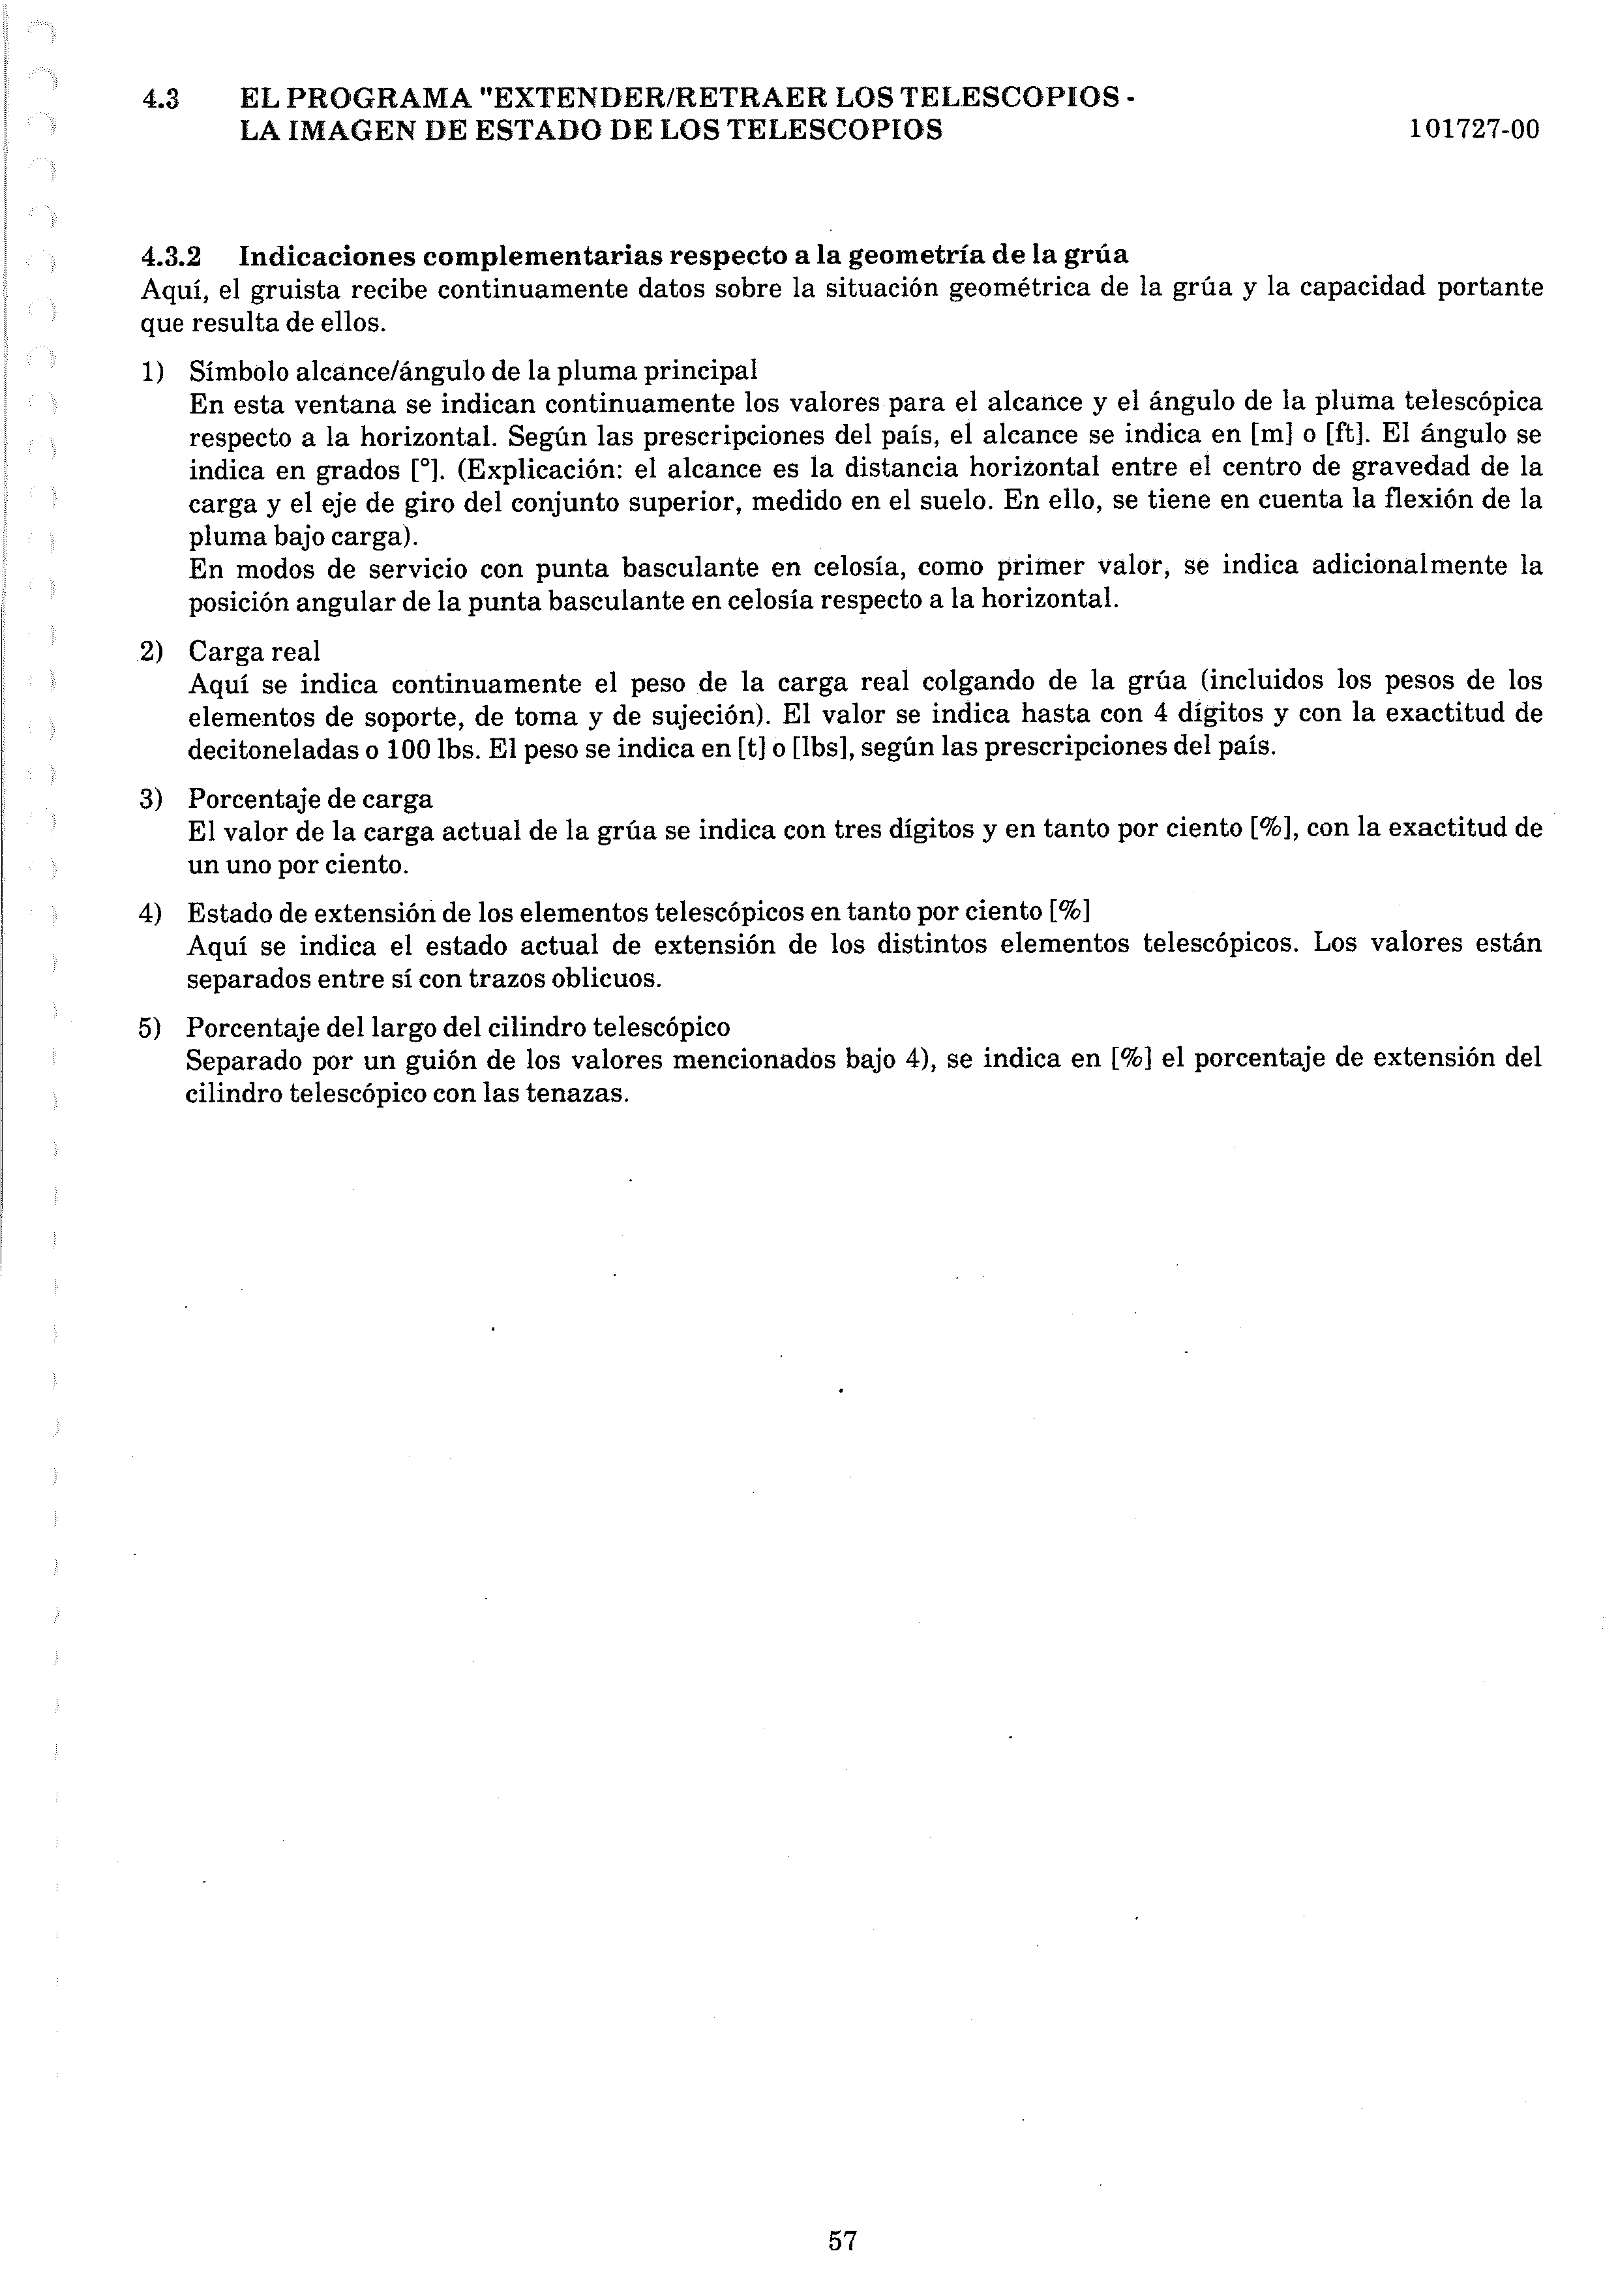 4.3 EL PROGRAMA "EXTENDER/RETRAER LOS TELESCOPIOS -
LA IMAGEN DE ESTADO DE LOS TELESCOPIOS 101727-00
4.3.2 Indicaciones complementarias respecto a la geometría de la grúa
Aquí, el gruista recibe continuamente datos sobre la situación geométrica de la grúa y la capacidad portante
que resulta de ellos.
1) Símbolo alcance/ángulo de la pluma principal
En esta ventana se indican continuamente los valores para el alcance y el ángulo de la pluma telescópica
respecto a la horizontal. Según las prescripciones del país, el alcance se indica en [m] o [ft]. El ángulo se
indica en grados [°]. (Explicación: el alcance es la distancia horizontal entre el centro de gravedad de la
carga y el eje de giro del conjunto superior, medido en el suelo. En ello, se tiene en cuenta la flexión de la
pluma bajo carga).
En modos de servicio con punta basculante en celosía, como primer valor, se indica adicionalmente la
posición angular de la punta basculante en celosía respecto a la horizontal.
2) Carga real
Aquí se indica continuamente el peso de la carga real colgando de la grúa (incluidos los pesos de los
elementos de soporte, de toma y de sujeción). El valor se indica hasta con 4 dígitos y con la exactitud de
decitoneladas o 100 lbs. El peso se indica en [t] o [lbs], según las prescripciones del país.
3) Porcentaje de carga
El valor de la carga actual de la grúa se indica con tres dígitos y en tanto por ciento [%], con la exactitud de
un uno por ciento.
4) Estado de extensión de los elementos telescópicos en tanto por ciento [%]
Aquí se indica el estado actual de extensión de los distintos elementos telescópicos. Los valores están
separados entre sí con trazos oblicuos.
5) Porcentaje del largo del cilindro telescópico
Separado por un guión de los valores mencionados bajo 4), se indica en [%] el porcentaje de extensión del
cilindro telescópico con las tenazas.
57